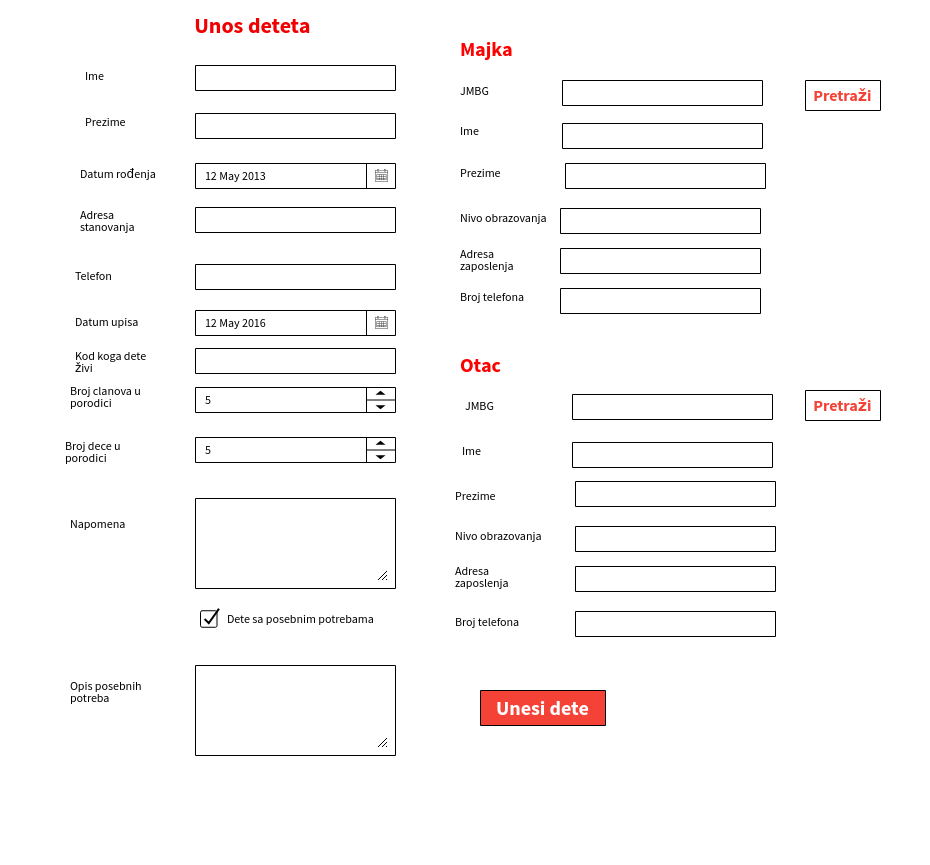 Unos deteta
Ime
Prezime
Datum rođenja
12 May 2013
Adresa
stanovanja
Telefon
Datum upisa
12 May 2016
Kod koga dete
živi
Broj clanova u
porodici
5
Broj dece u
porodici
5
Napomena
Dete sa posebnim potrebama
Opis posebnih
potreba
Majka
JMBG
Pretraži
Ime
Prezime
Nivo obrazovanja
Adresa
zaposlenja
Broj telefona
Otac
JMBG
Pretraži
Ime
Prezime
Nivo obrazovanja
Adresa
zaposlenja
Broj telefona
Unesi dete